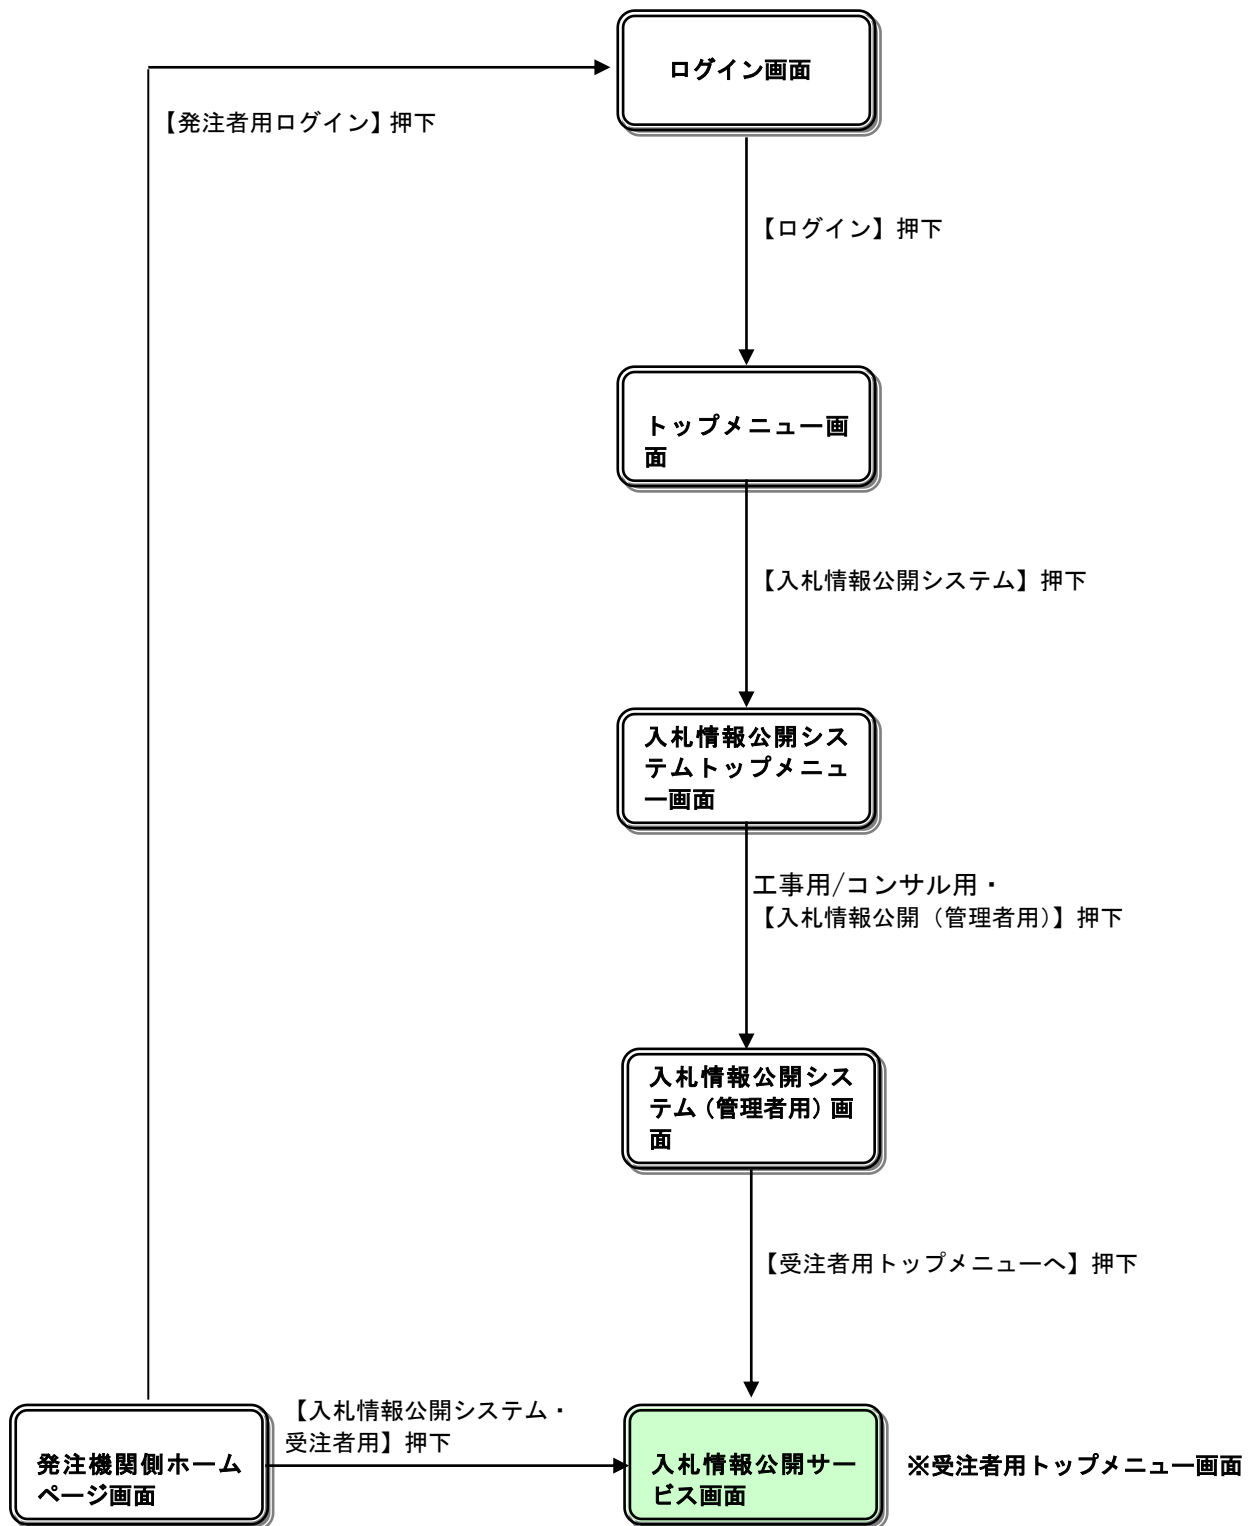 ログイン画面
【発注者用ログイン】押下
【ログイン】押下
トップメニュー画
面
【入札情報公開システム】押下
入札情報公開シス
テムトップメニュ
ー画面
工事用/コンサル用・
【入札情報公開（管理者用）】押下
入札情報公開シス
テム（管理者用）画
面
【受注者用トップメニューへ】押下
【入札情報公開システム・
受注者用】押下
発注機関側ホーム
ページ画面
入札情報公開サー
ビス画面
※受注者用トップメニュー画面